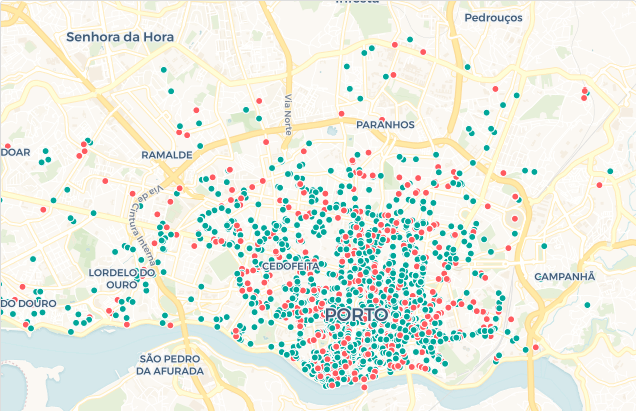 Senhora da Hora
Pedrouços
Via Norte
PARANHOS
DOAR
RAMALDE
Via de Cintura Interna
CEDOFEITA
LORDELO DO
OURO
CAMPANHÃ
DO DOURO
PORTO
SÃO PEDRO
DA AFURADA